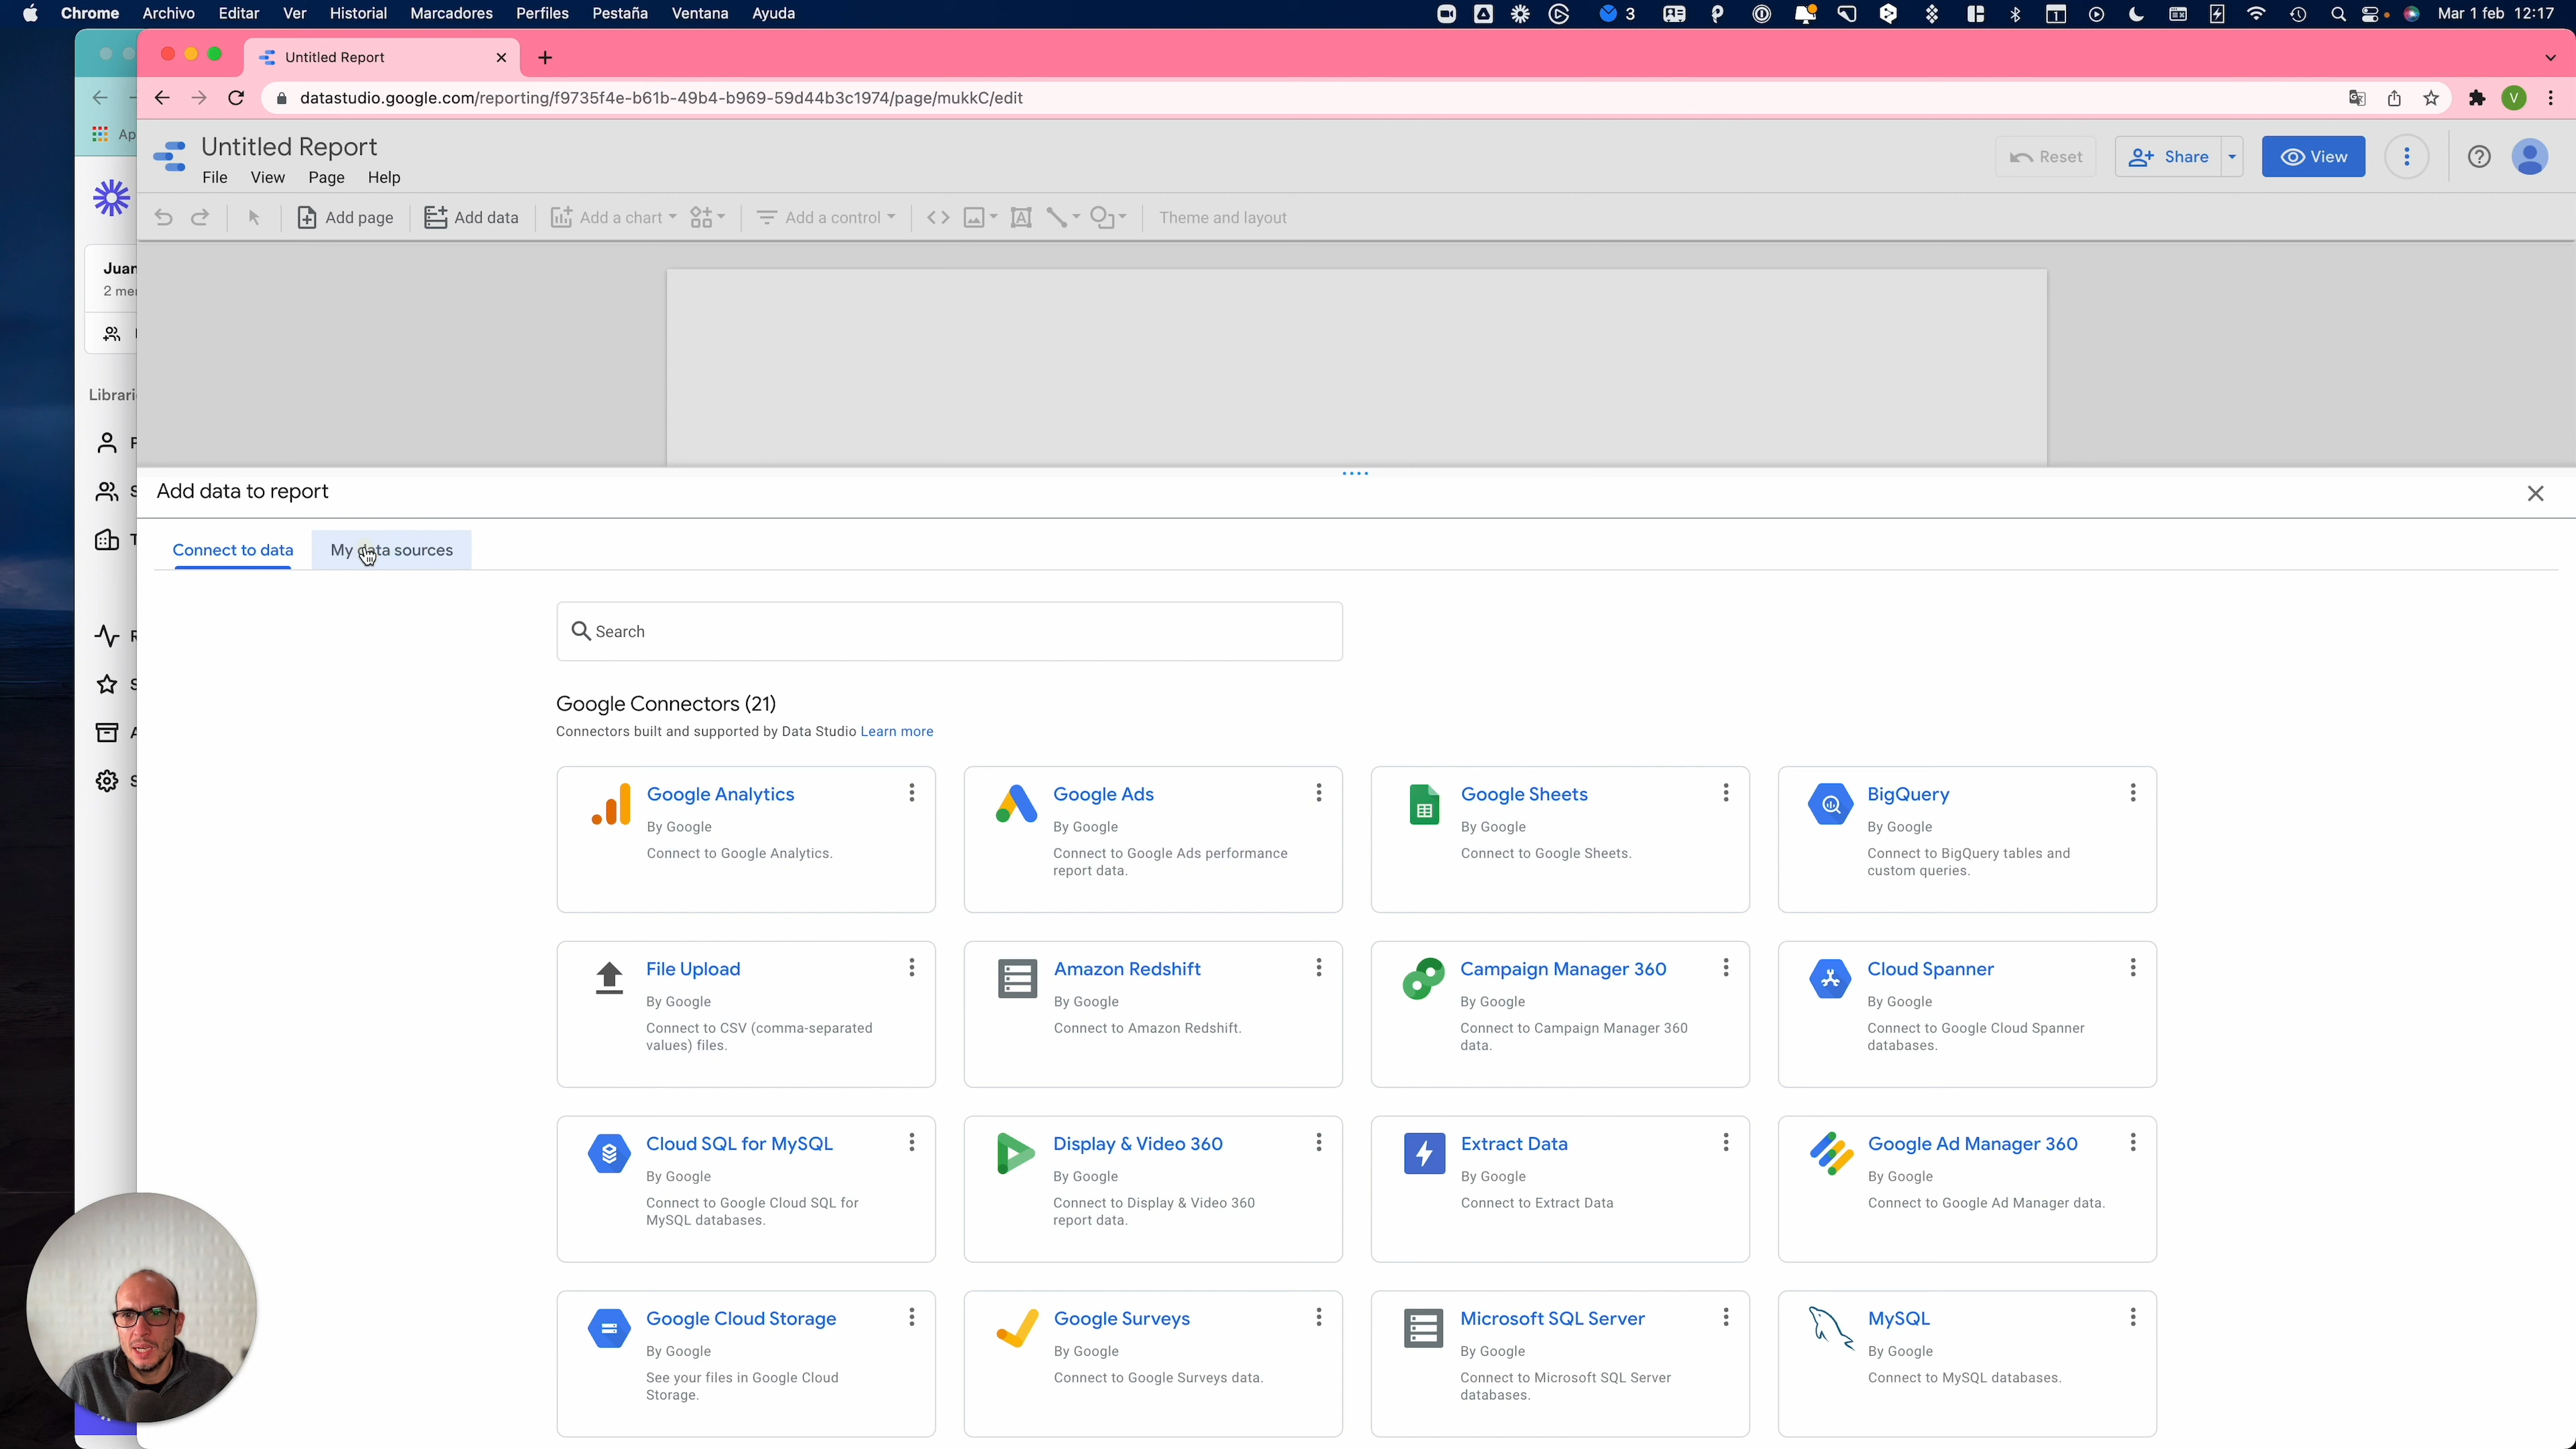 Chrome Archivo Editar Ver Historial Marcadores Perfiles Pestaña Ventana Ayuda 3 1 Mar 1 feb 12:17
Untitled Report
datastudio.google.com/reporting/f9735f4e-b61b-49b4-b969-59d44b3c1974/page/mukkC/edit V
Ap
Untitled Report
Reset Share View
File View Page Help
Add page Add data Add a chart Add a control Theme and layout
Juan
2 me
Librari
Add data to report
Connect to data My data sources
Search
Google Connectors (21)
Connectors built and supported by Data Studio Learn more
Google Analytics
By Google
Connect to Google Analytics.
Google Ads
By Google
Connect to Google Ads performance
report data.
Google Sheets
By Google
Connect to Google Sheets.
BigQuery
By Google
Connect to BigQuery tables and
custom queries.
File Upload
By Google
Connect to CSV (comma-separated
values) files.
Amazon Redshift
By Google
Connect to Amazon Redshift.
Campaign Manager 360
By Google
Connect to Campaign Manager 360
data.
Cloud Spanner
By Google
Connect to Google Cloud Spanner
databases.
Cloud SQL for MySQL
By Google
Connect to Google Cloud SQL for
MySQL databases.
Display & Video 360
By Google
Connect to Display & Video 360
report data.
Extract Data
By Google
Connect to Extract Data
Google Ad Manager 360
By Google
Connect to Google Ad Manager data.
Google Cloud Storage
By Google
See your files in Google Cloud
Storage.
Google Surveys
By Google
Connect to Google Surveys data.
Microsoft SQL Server
By Google
Connect to Microsoft SQL Server
databases.
MySQL
By Google
Connect to MySQL databases.